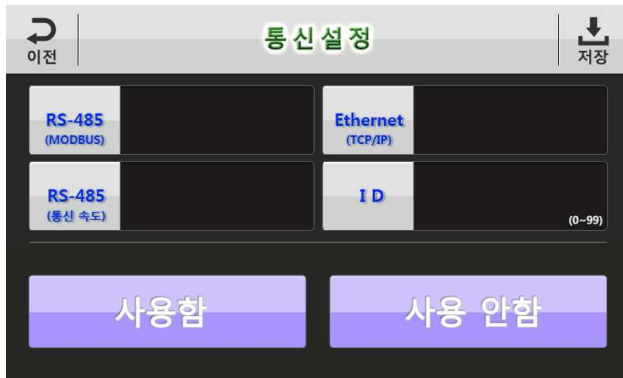 이전
통신설정
저장
RS-485
(MODBUS)
Ethernet
(TCP/IP)
RS-485
(통신 속도)
I D
(0~99)
사용함
사용 안함